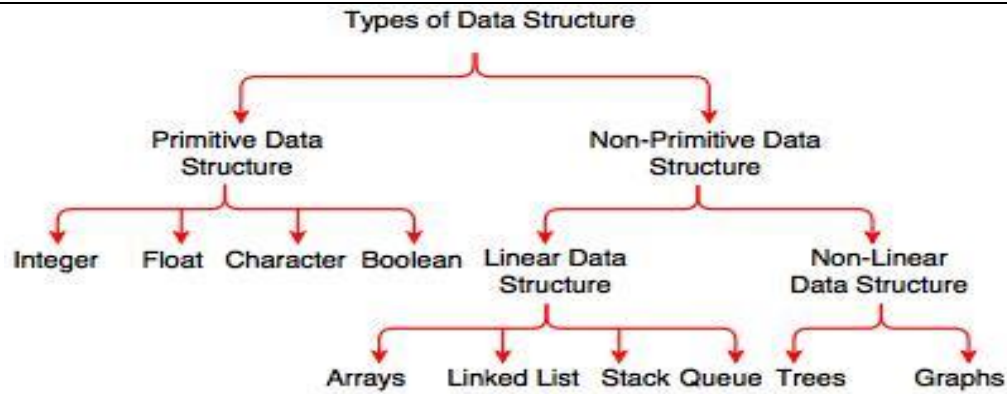 Types of Data Structure
Primitive Data
Structure
Non-Primitive Data
Structure
Integer
Float
Character
Boolean
Linear Data
Structure
Non-Linear
Data Structure
Arrays
Linked List
Stack
Queue
Trees
Graphs